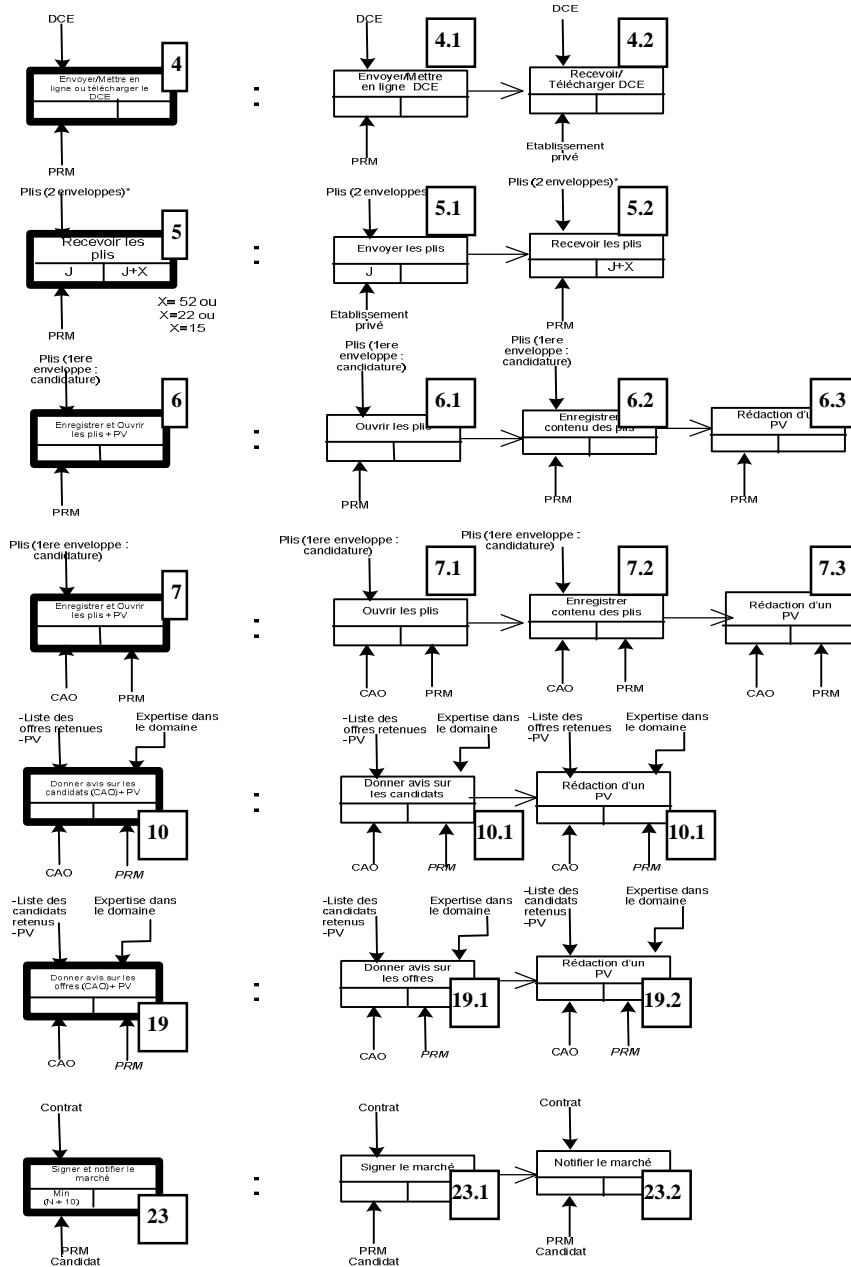 DCE
4
Envoyer/Mettre en
ligne ou télécharger le
DCE
PRM
:
DCE
4.1
Envoyer/Mettre
en ligne DCE
PRM
DCE
4.2
Recevoir/
Télécharger DCE
Etablissement
privé
Plis (2 enveloppes)*
5
Recevoir les
plis
J
J+X
PRM
X= 52 ou
X=22 ou
X=15
:
Plis (2 enveloppes
5.1
Envoyer les plis
J
Etablissement
privé
Plis (2 enveloppes)*
5.2
Recevoir les plis
J+X
PRM
Plis (1ere
enveloppe :
candidature)
6
Enregistrer et Ouvrir
les plis + PV
PRM
:
Plis (1ere
enveloppe :
candidature)
6.1
Ouvrir les plis
PRM
Plis (1ere
enveloppe :
candidature)
6.2
Enregistrer
contenu des plis
PRM
6.3
Rédaction d'u
PV
PRM
Plis (1ere enveloppe :
candidature)
7
Enregistrer et Ouvrir
les plis + PV
CAO
PRM
:
Plis (1ere enveloppe :
candidature)
7.1
Ouvrir les plis
CAO
PRM
Plis (1ere enveloppe :
candidature)
7.2
Enregistrer
contenu des plis
CAO
PRM
7.3
Rédaction d'un
PV
CAO
PRM
-Liste des
offres retenues
-PV
Expertise dans
le domaine
Donner avis sur les
candidats (CAO)+ PV
10
CAO
PRM
:
-Liste des
offres retenues
-PV
Expertise dans
le domaine
Donner avis sur
les candidats
10.1
CAO
PRM
-Liste des
offres retenues
-PV
Expertise dans
le domaine
Rédaction d'un
PV
10.1
CAO
PRM
-Liste des
candidats
retenus
-PV
Expertise dans
le domaine
Donner avis sur les
offres (CAO)+ PV
19
CAO
PRM
:
-Liste des
candidats
retenus
-PV
Expertise dans
le domaine
Donner avis sur
les offres
19.1
CAO
PRM
-Liste des
candidats
retenus
-PV
Expertise dans
le domaine
Rédaction d'un
PV
19.2
CAO
PRM
Contrat
Signer et notifier le
marché
Min
(N + 10)
23
PRM
Candidat
:
Contrat
Signer le marché
23.1
PRM
Candidat
Contrat
Notifier le marché
23.2
PRM
Candidat